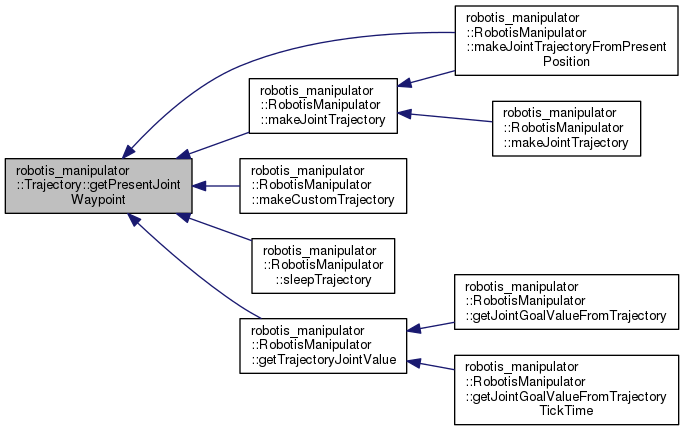 robotis_manipulator
::Trajectory::getPresentJoint
Waypoint
robotis_manipulator
::RobotisManipulator
::makeJointTrajectory
robotis_manipulator
::RobotisManipulator
::makeCustomTrajectory
robotis_manipulator
::RobotisManipulator
::sleepTrajectory
robotis_manipulator
::RobotisManipulator
::getTrajectoryJointValue
robotis_manipulator
::RobotisManipulator
::makeJointTrajectoryFromPresent
Position
robotis_manipulator
::RobotisManipulator
::makeJointTrajectory
robotis_manipulator
::RobotisManipulator
::getJointGoalValueFromTrajectory
robotis_manipulator
::RobotisManipulator
::getJointGoalValueFromTrajectory
TickTime